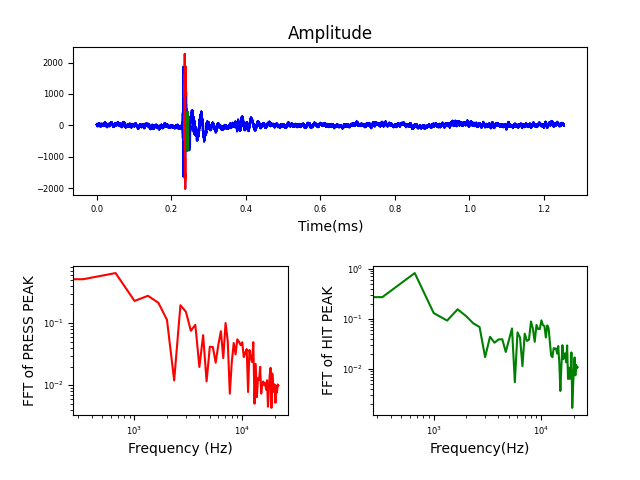 Amplitude
2000
1000
0
−1000
−2000
0.0 0.2 0.4 0.6 0.8 1.0 1.2
Time(ms)
FFT of PRESS PEAK
10⁻¹
10⁻²
10³ 10⁴
Frequency (Hz)
FFT of HIT PEAK
10⁰
10⁻¹
10⁻²
10³ 10⁴
Frequency(Hz)